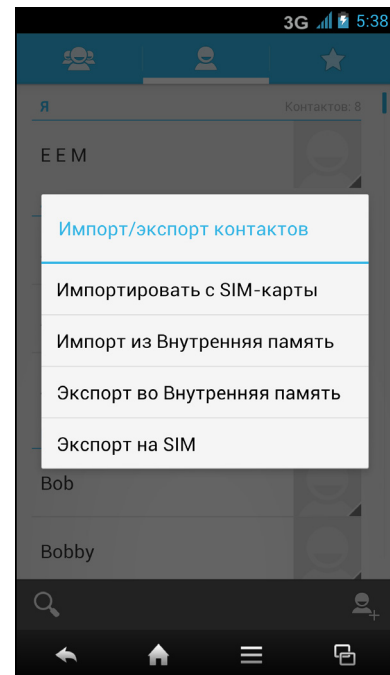 3G 5:38
Я Контактов: 8
E E M
Импорт/экспорт контактов
Импортировать с SIM-карты
Импорт из Внутренняя память
Экспорт во Внутренняя память
Экспорт на SIM
Bob
Bobby